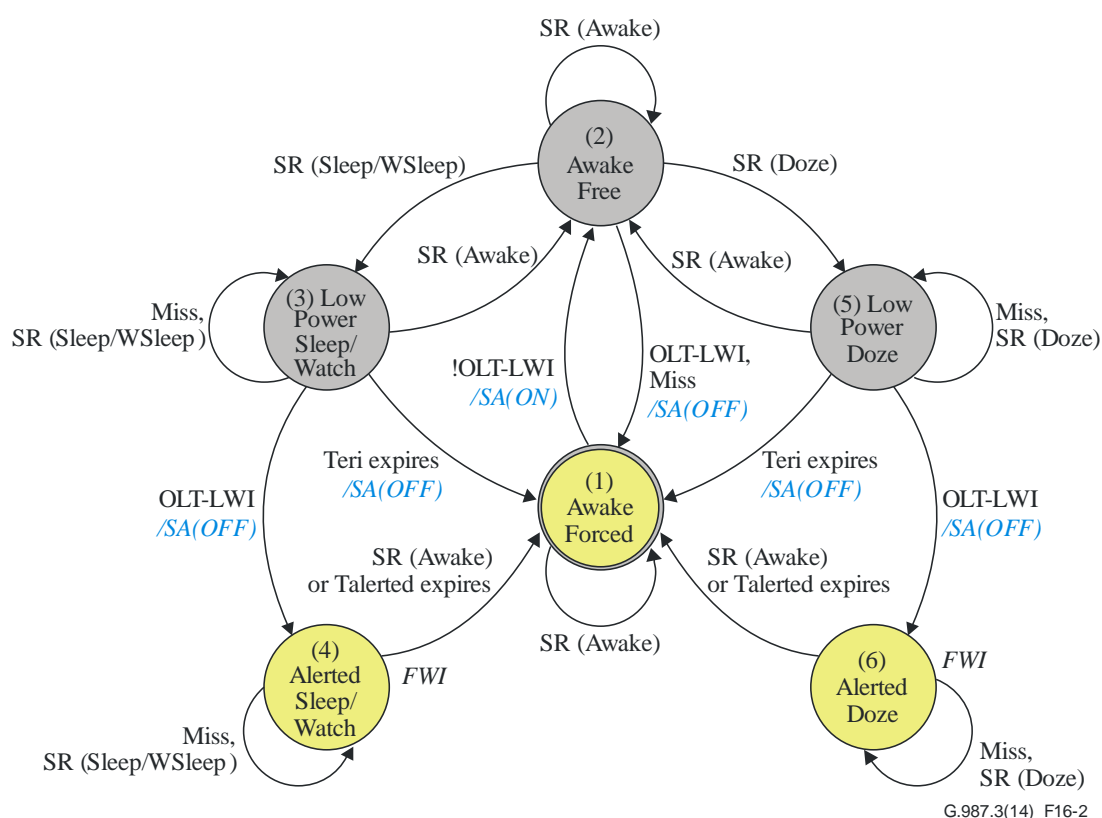 SR (Awake)
(2)
Awake
Free
SR (Sleep/WSleep)
SR (Doze)
SR (Awake)
SR (Awake)
(3) Low
Power
Sleep/
Watch
(5) Low
Power
Doze
Miss,
SR (Sleep/WSleep)
Miss,
SR (Doze)
!OLT-LWI
/SA(ON)
OLT-LWI,
Miss
/SA(OFF)
Teri expires
/SA(OFF)
Teri expires
/SA(OFF)
(1)
Awake
Forced
OLT-LWI
/SA(OFF)
OLT-LWI
/SA(OFF)
SR (Awake)
or Talerted expires
SR (Awake)
or Talerted expires
SR (Awake)
(4)
Alerted
Sleep/
Watch
FWI
(6)
Alerted
Doze
FWI
Miss,
SR (Sleep/WSleep)
Miss,
SR (Doze)
G.987.3(14) F16-2